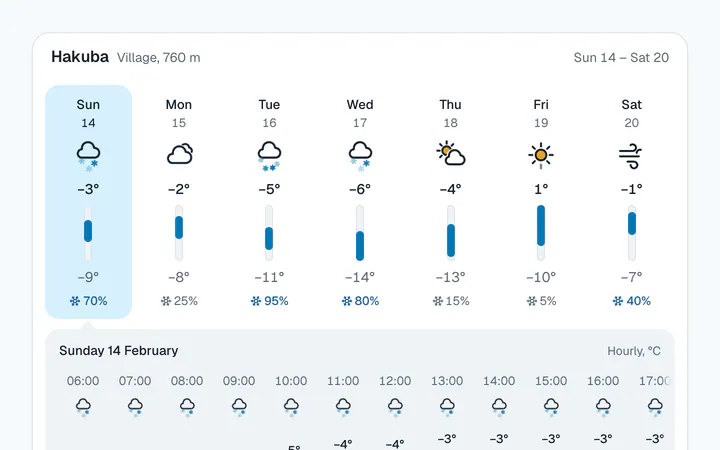 Hakuba Village, 760 m Sun 14 – Sat 20
Sun Mon Tue Wed Thu Fri Sat
14 15 16 17 18 19 20
−3° −2° −5° −6° −4° 1° −1°
−9° −8° −11° −14° −13° −10° −7°
70% 25% 95% 80% 15% 5% 40%
Sunday 14 February Hourly, °C
06:00 07:00 08:00 09:00 10:00 11:00 12:00 13:00 14:00 15:00 16:00 17:00
−4° −4° −3° −3° −3° −3° −3°